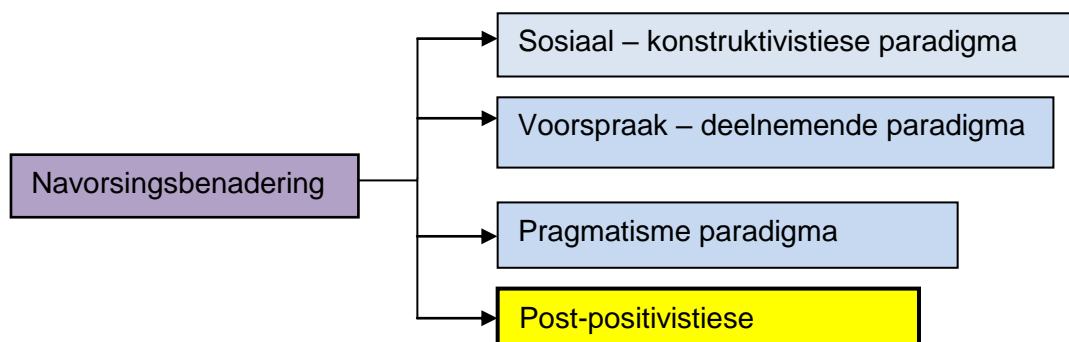 Sosiaal – konstruktivistiese paradigma
Voorspraak – deelnemende paradigma
Navorsingsbenadering
Pragmatisme paradigma
Post-positivistiese